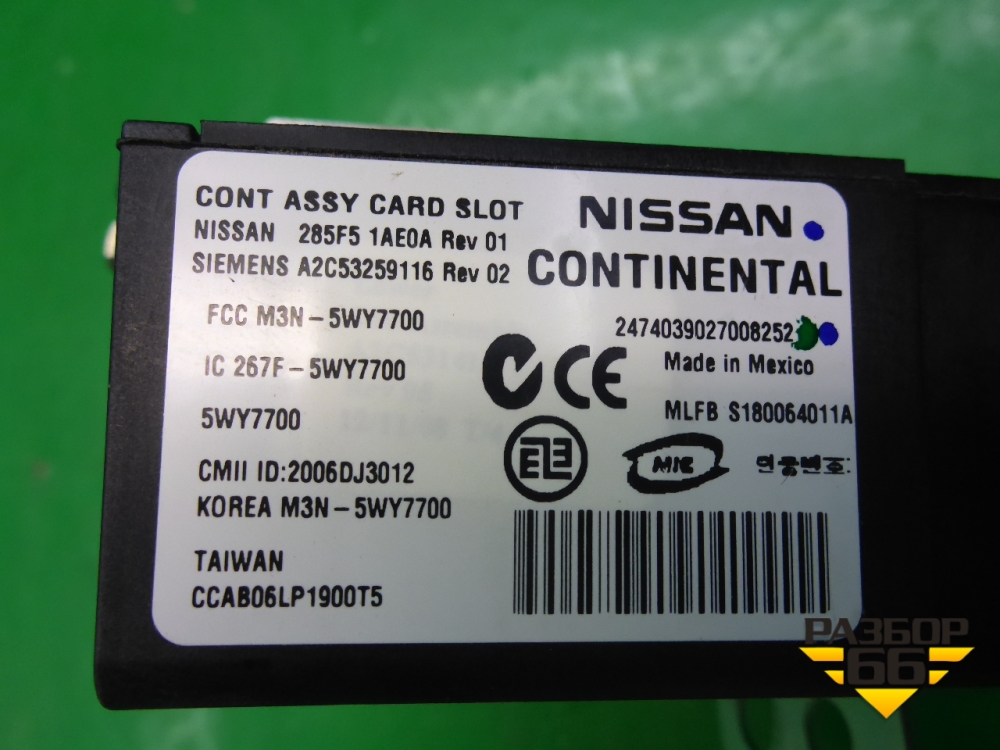 CONT ASSY CARD SLOT
NISSAN 285F5 1AE0A Rev 01
SIEMENS A2C53259116 Rev 02
NISSAN
CONTINENTAL
FCC M3N-5WY7700
IC 267F-5WY7700
5WY7700
CMII ID:2006DJ3012
KOREA M3N-5WY7700
TAIWAN
CCAB06LP1900T5
2474039027008252
Made in Mexico
CE
MLFB S180064011A
MIC
РАЗБОР
66